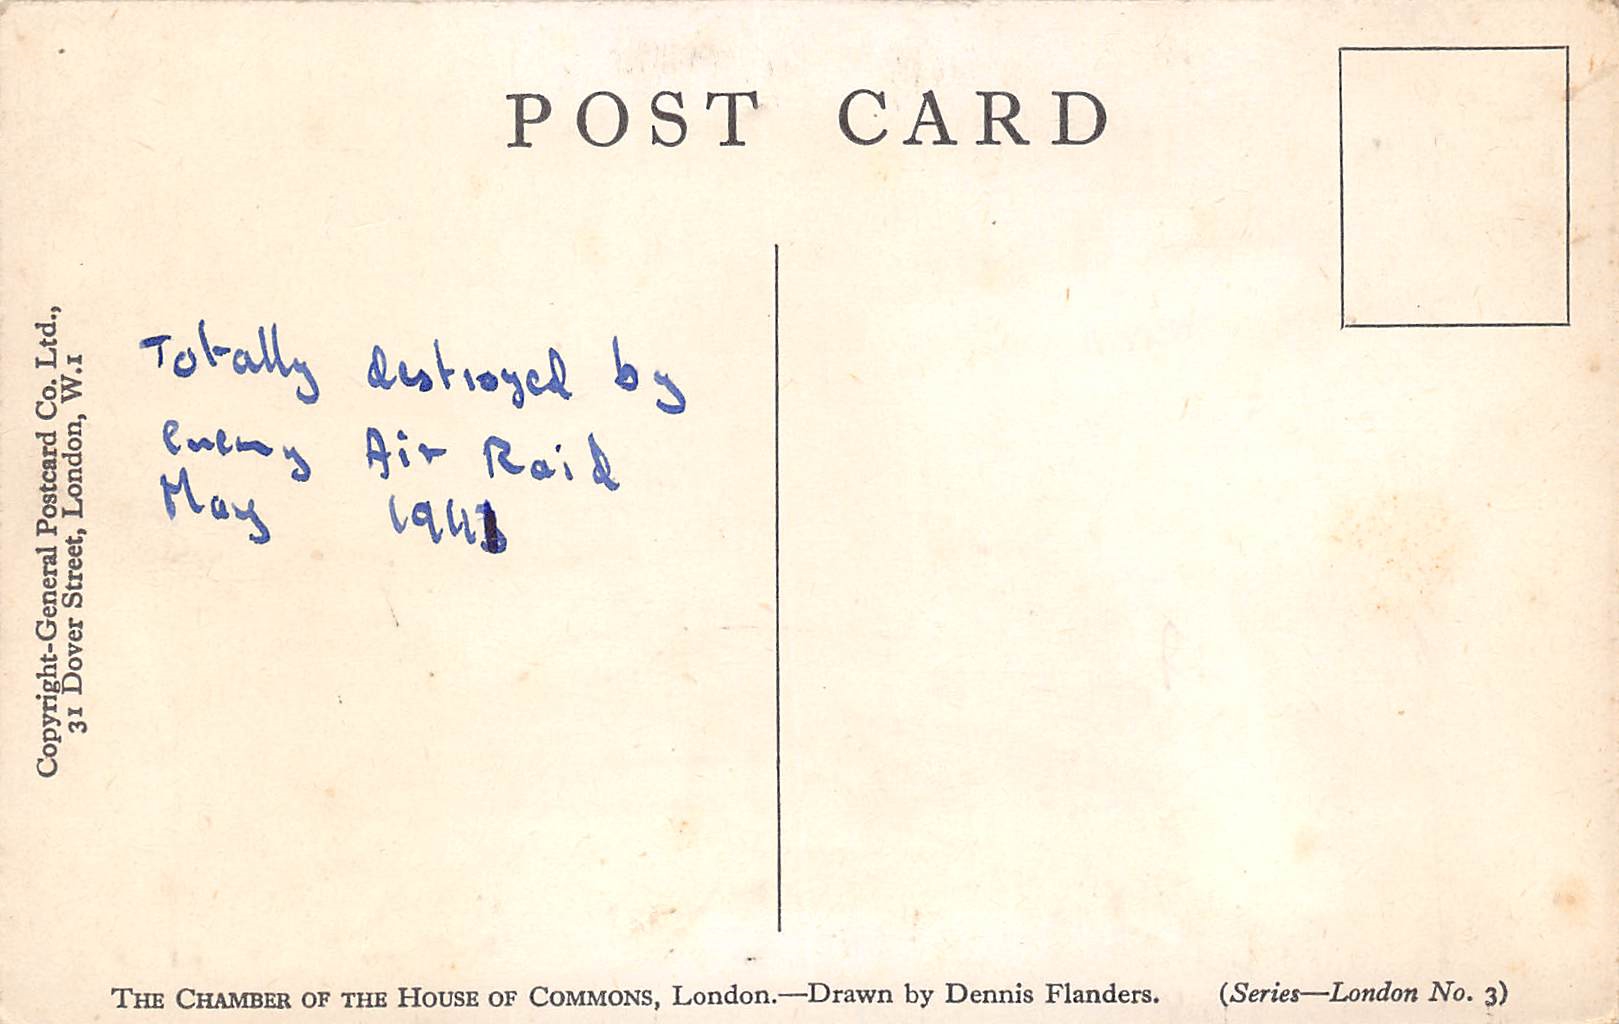 POST CARD
Copyright-General Postcard Co. Ltd.,
31 Dover Street, London, W.1
Totally destroyed by
enemy Air Raid
May 1941
THE CHAMBER OF THE HOUSE OF COMMONS, London.—Drawn by Dennis Flanders. (Series—London No. 3)